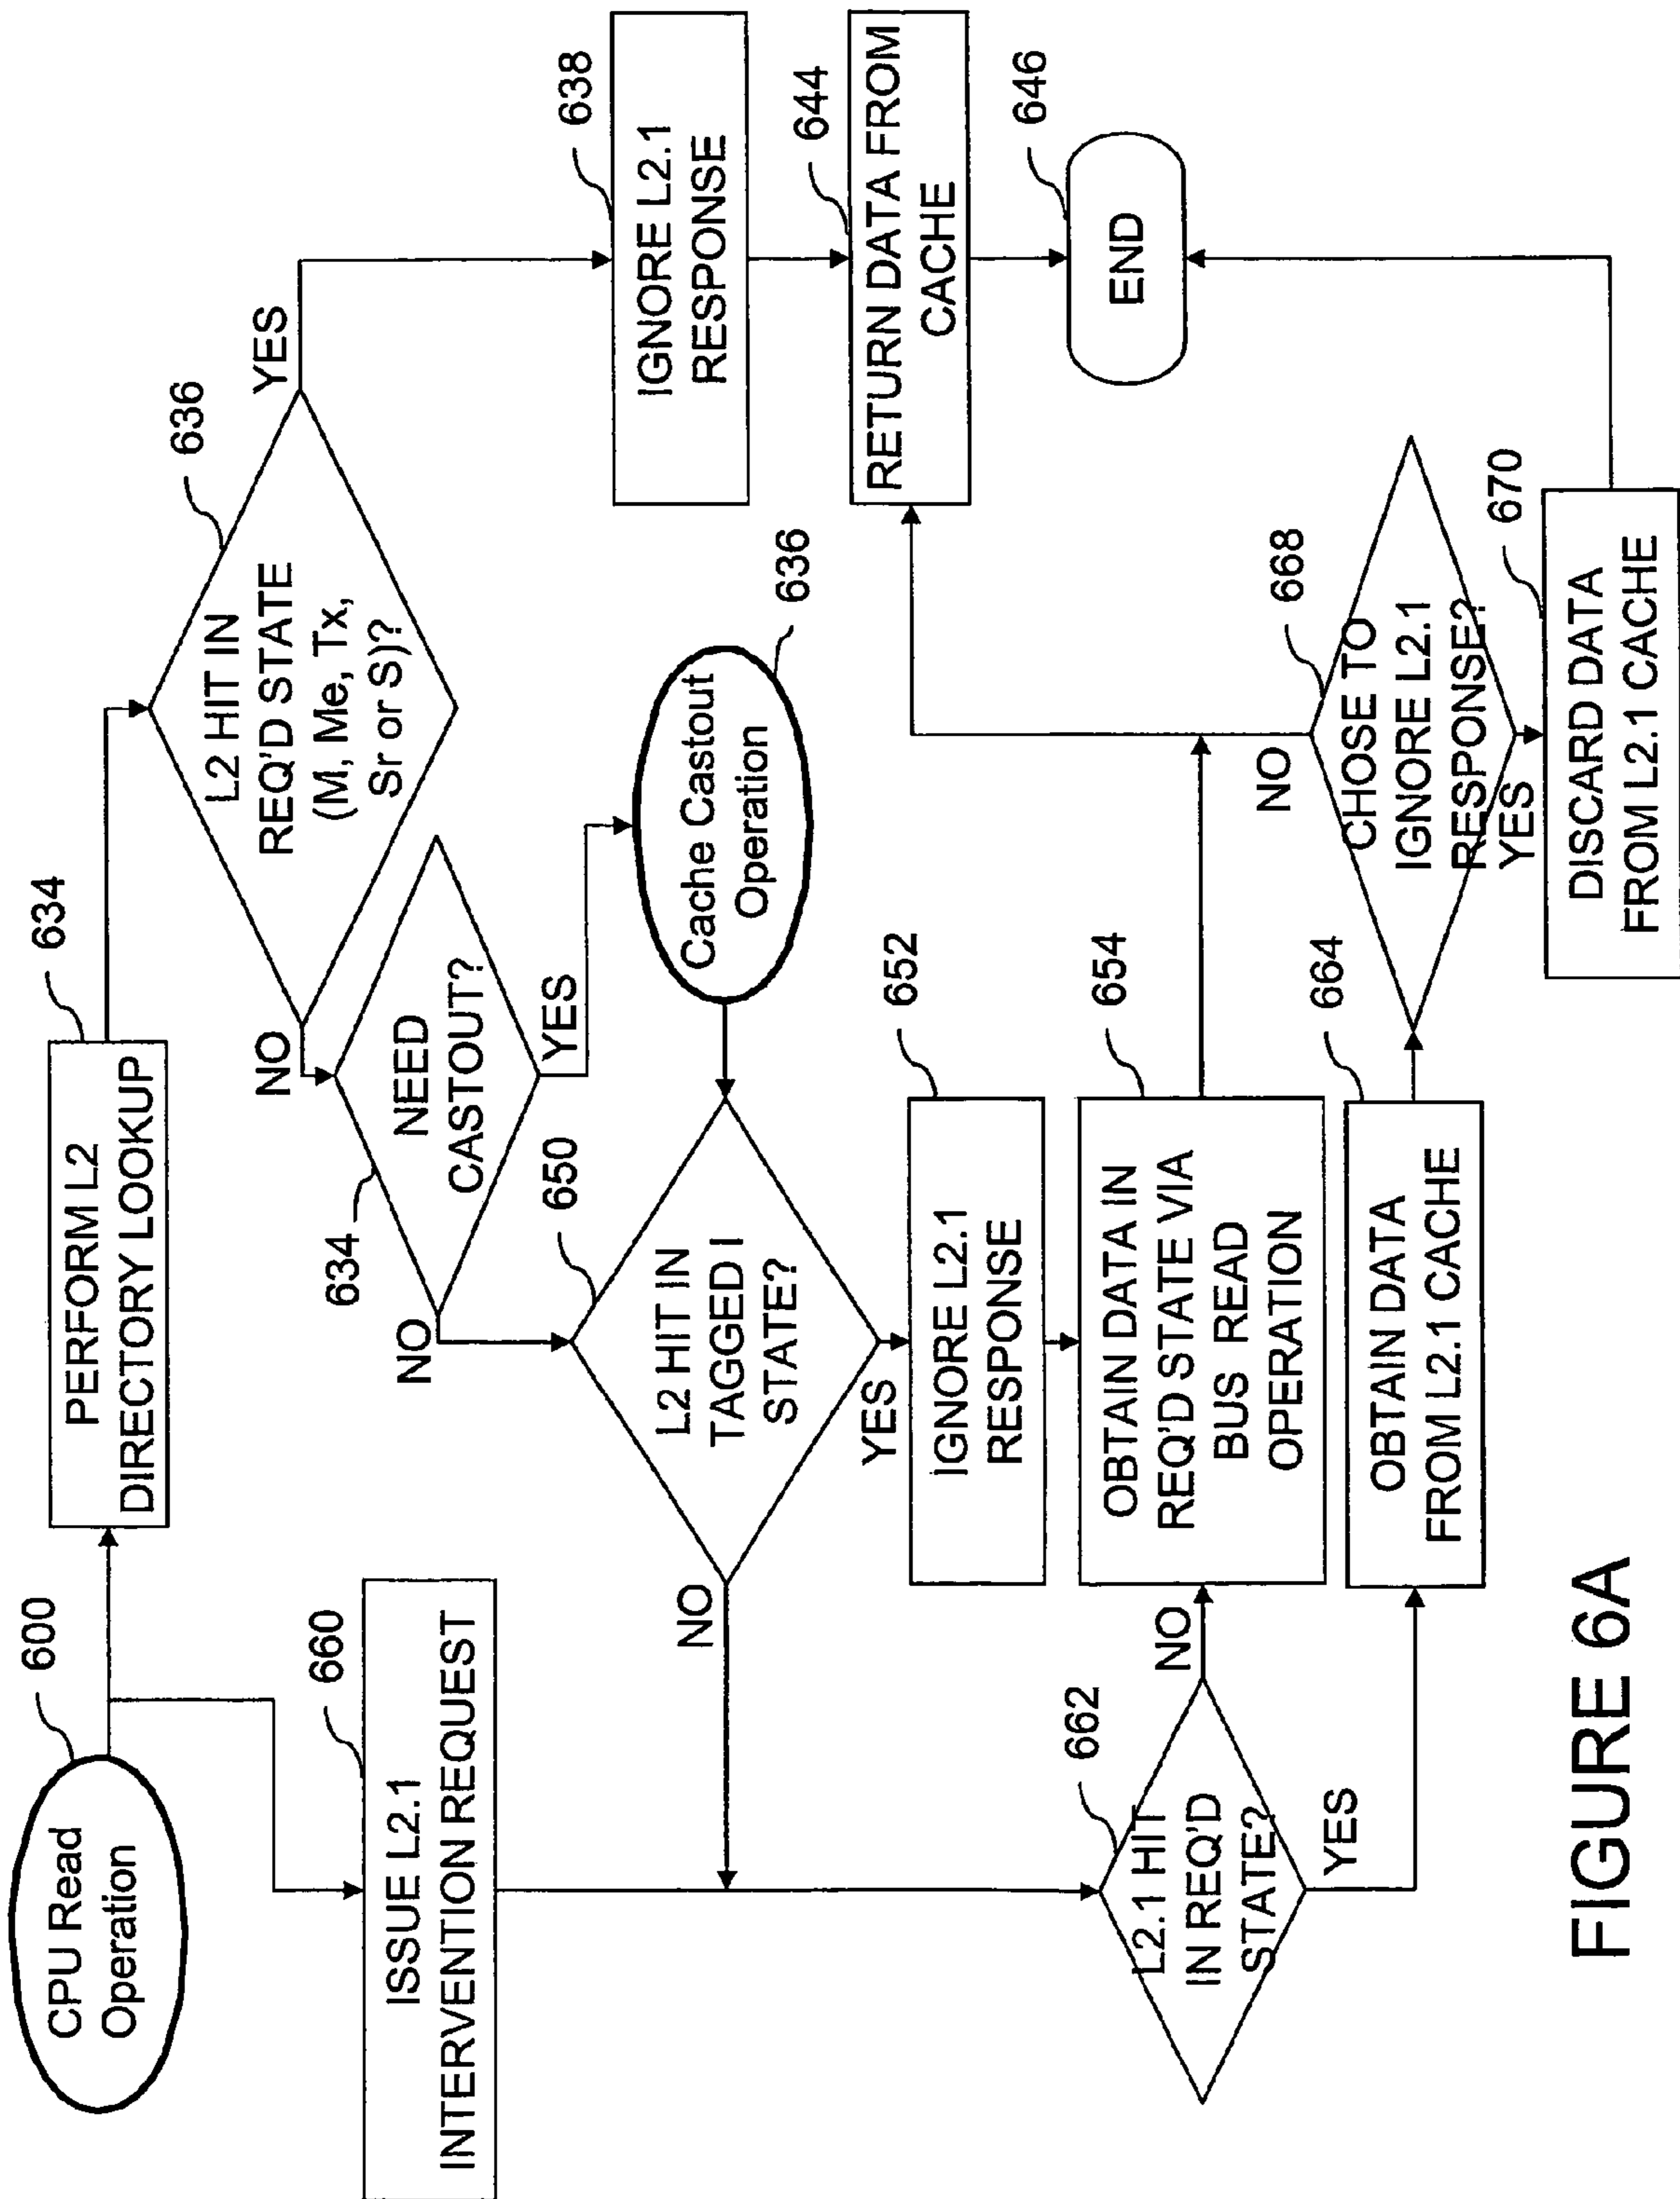 CPU Read
Operation
600
PERFORM L2
DIRECTORY LOOKUP
634
L2 HIT IN
REQ'D STATE
(M, Me, Tx,
Sr or S)?
636
YES
NO
IGNORE L2.1
RESPONSE
638
RETURN DATA FROM
CACHE
644
END
646
NEED
CASTOUT?
634
YES
NO
Cache Castout
Operation
636
ISSUE L2.1
INTERVENTION REQUEST
660
L2 HIT IN
TAGGED I
STATE?
650
NO
YES
IGNORE L2.1
RESPONSE
652
OBTAIN DATA IN
REQ'D STATE VIA
BUS READ
OPERATION
654
L2.1 HIT
IN REQ'D
STATE?
662
NO
YES
OBTAIN DATA
FROM L2.1 CACHE
664
CHOSE TO
IGNORE L2.1
RESPONSE?
668
NO
YES
DISCARD DATA
FROM L2.1 CACHE
670
FIGURE 6A